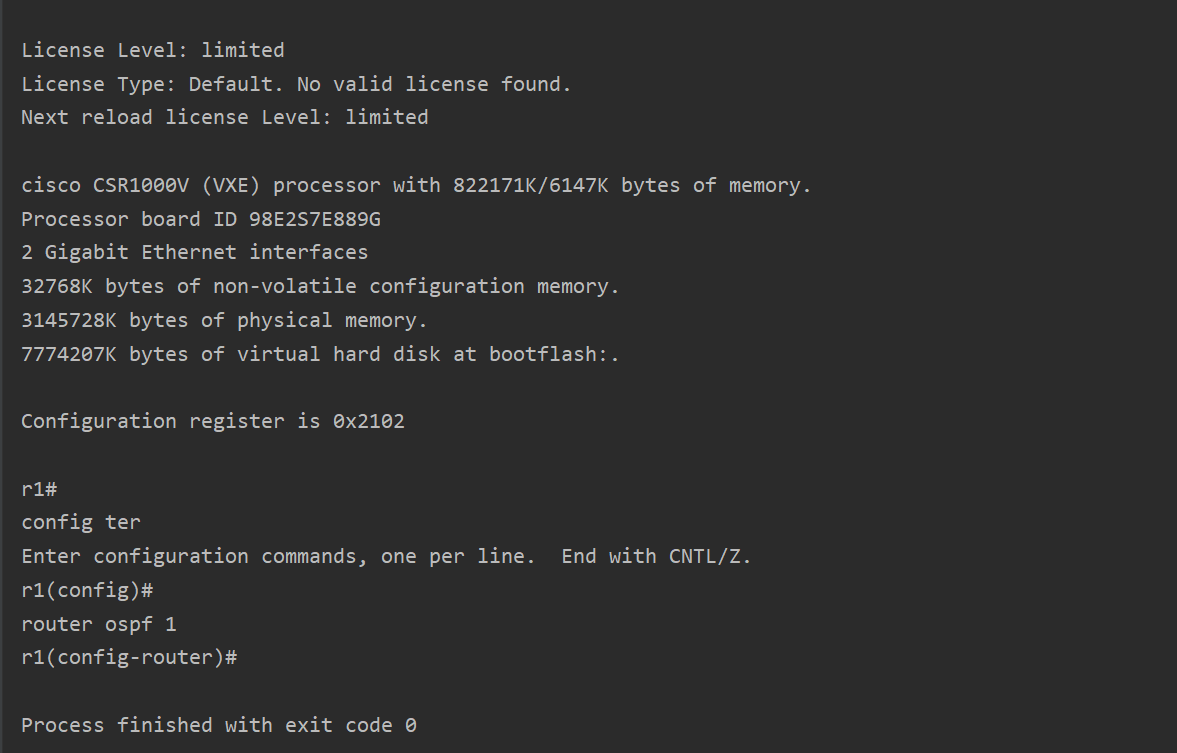 License Level: limited
License Type: Default. No valid license found.
Next reload license Level: limited
cisco CSR1000V (VXE) processor with 822171K/6147K bytes of memory.
Processor board ID 98E2S7E889G
2 Gigabit Ethernet interfaces
32768K bytes of non-volatile configuration memory.
3145728K bytes of physical memory.
7774207K bytes of virtual hard disk at bootflash:.
Configuration register is 0x2102
r1#
config ter
Enter configuration commands, one per line.  End with CNTL/Z.
r1(config)#
router ospf 1
r1(config-router)#
Process finished with exit code 0